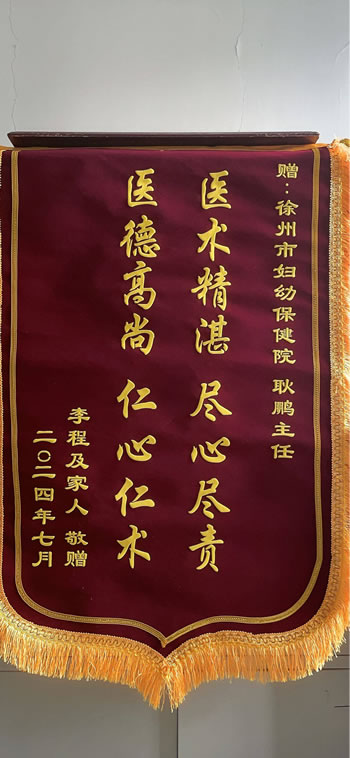 赠：徐州市妇幼保健院 耿鹏主任
医术精湛 尽心尽责
医德高尚 仁心仁术
李程及家人 敬赠
二〇二四年七月